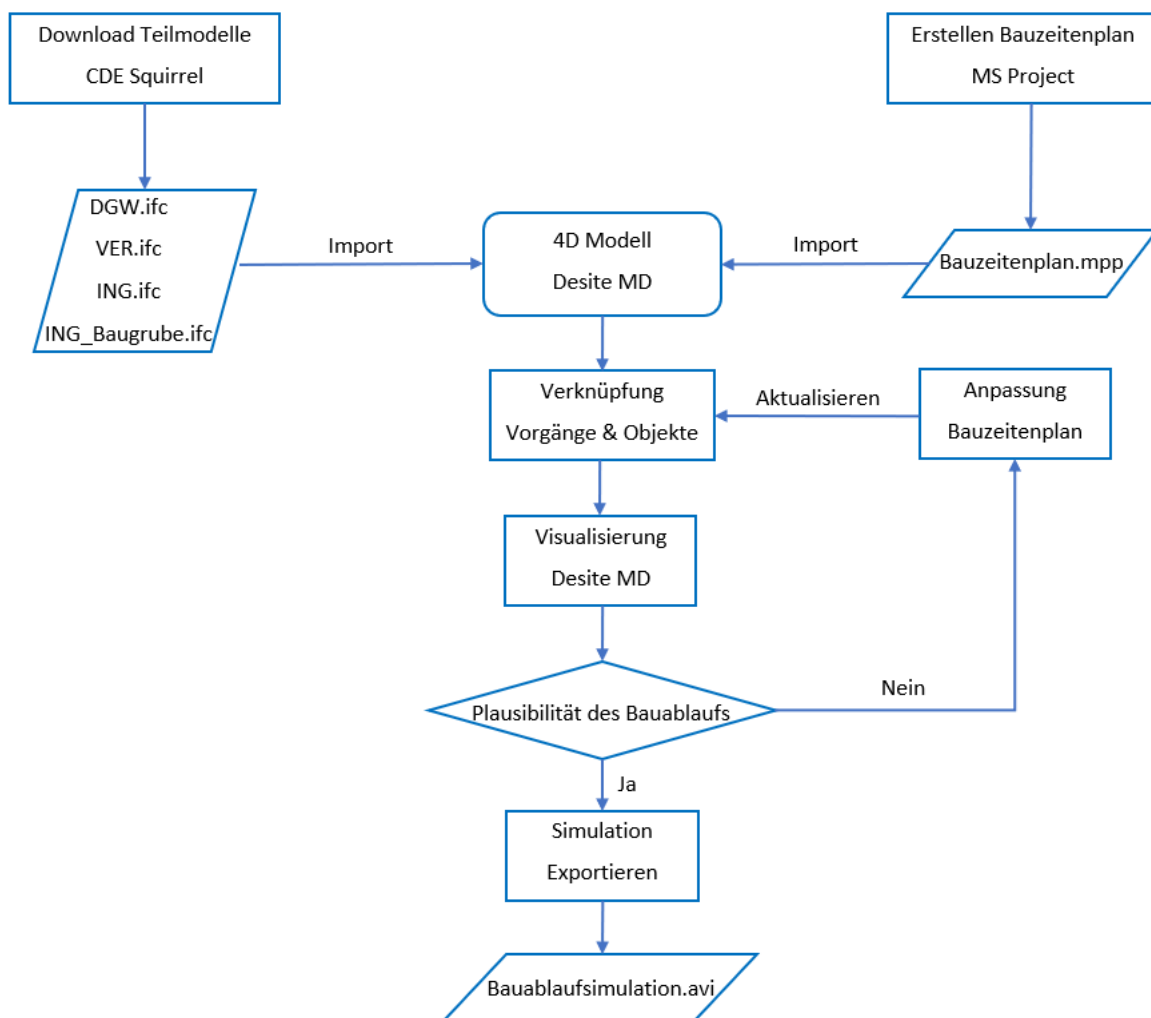 Download Teilmodelle
CDE Squirrel
Erstellen Bauzeitenplan
MS Project
DGW.ifc
VER.ifc
ING.ifc
ING_Baugrube.ifc
Import
4D Modell
Desite MD
Import
Bauzeitenplan.mpp
Verknüpfung
Vorgänge & Objekte
Aktualisieren
Anpassung
Bauzeitenplan
Visualisierung
Desite MD
Plausibilität des Bauablaufs
Nein
Ja
Simulation
Exportieren
Bauablaufsimulation.avi